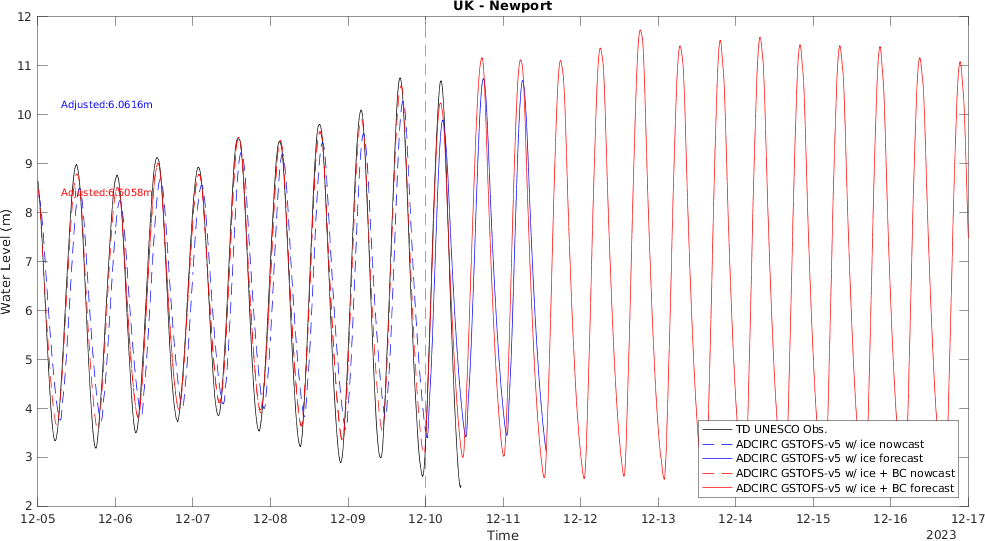 UK - Newport
12
11
10
9
8
7
6
5
4
3
2
Water Level (m)
Adjusted:6.0616m
Adjusted:6.5058m
TD UNESCO Obs.
ADCIRC GSTOFS-v5 w/ ice nowcast
ADCIRC GSTOFS-v5 w/ ice forecast
ADCIRC GSTOFS-v5 w/ ice + BC nowcast
ADCIRC GSTOFS-v5 w/ ice + BC forecast
12-05 12-06 12-07 12-08 12-09 12-10 12-11 12-12 12-13 12-14 12-15 12-16 12-17
Time
2023